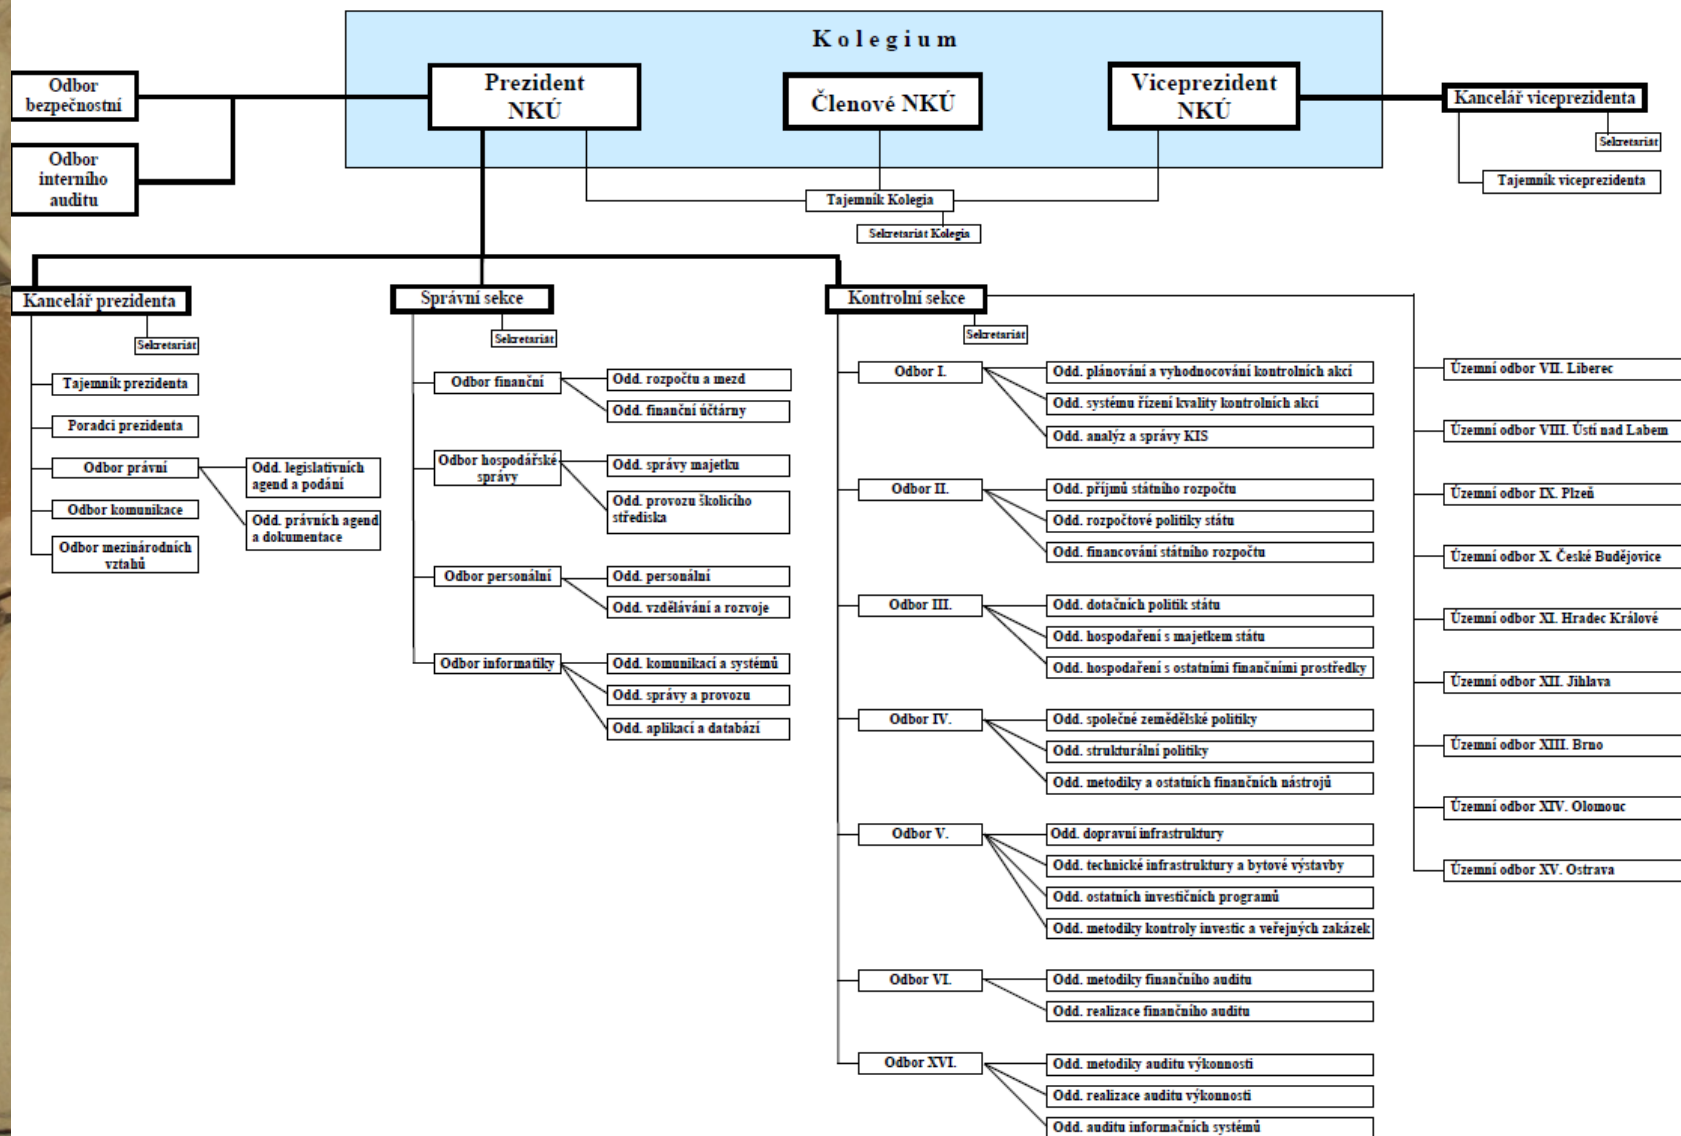 Kolegium
Prezident
NKÚ
Členové NKÚ
Viceprezident
NKÚ
Odbor
bezpečnostní
Odbor
interního
auditu
Kancelář viceprezidenta
Sekretariát
Tajemník viceprezidenta
Tajemník Kolegia
Sekretariát Kolegia
Kancelář prezidenta
Sekretariát
Tajemník prezidenta
Poradci prezidenta
Odbor právní
Odd. legislativních
agend a podání
Odd. právních agend
a dokumentace
Odbor komunikace
Odbor mezinárodních
vztahů
Správní sekce
Sekretariát
Odbor finanční
Odd. rozpočtu a mezd
Odd. finanční účtárny
Odbor hospodářské
správy
Odd. správy majetku
Odd. provozu školicího
střediska
Odbor personální
Odd. personální
Odd. vzdělávání a rozvoje
Odbor informatiky
Odd. komunikací a systémů
Odd. správy a provozu
Odd. aplikací a databází
Kontrolní sekce
Sekretariát
Odbor I.
Odd. plánování a vyhodnocování kontrolních akcí
Odd. systému řízení kvality kontrolních akcí
Odd. analýz a správy KIS
Odbor II.
Odd. příjmů státního rozpočtu
Odd. rozpočtové politiky státu
Odd. financování státního rozpočtu
Odbor III.
Odd. dotačních politik státu
Odd. hospodaření s majetkem státu
Odd. hospodaření s ostatními finančními prostředky
Odbor IV.
Odd. společné zemědělské politiky
Odd. strukturální politiky
Odd. metodiky a ostatních finančních nástrojů
Odbor V.
Odd. dopravní infrastruktury
Odd. technické infrastruktury a bytové výstavby
Odd. ostatních investičních programů
Odd. metodiky kontroly investic a veřejných zakázek
Odbor VI.
Odd. metodiky finančního auditu
Odd. realizace finančního auditu
Odbor XVI.
Odd. metodiky auditu výkonnosti
Odd. realizace auditu výkonnosti
Odd. auditu informačních systémů
Územní odbor VII. Liberec
Územní odbor VIII. Ústí nad Labem
Územní odbor IX. Plzeň
Územní odbor X. České Budějovice
Územní odbor XI. Hradec Králové
Územní odbor XII. Jihlava
Územní odbor XIII. Brno
Územní odbor XIV. Olomouc
Územní odbor XV. Ostrava